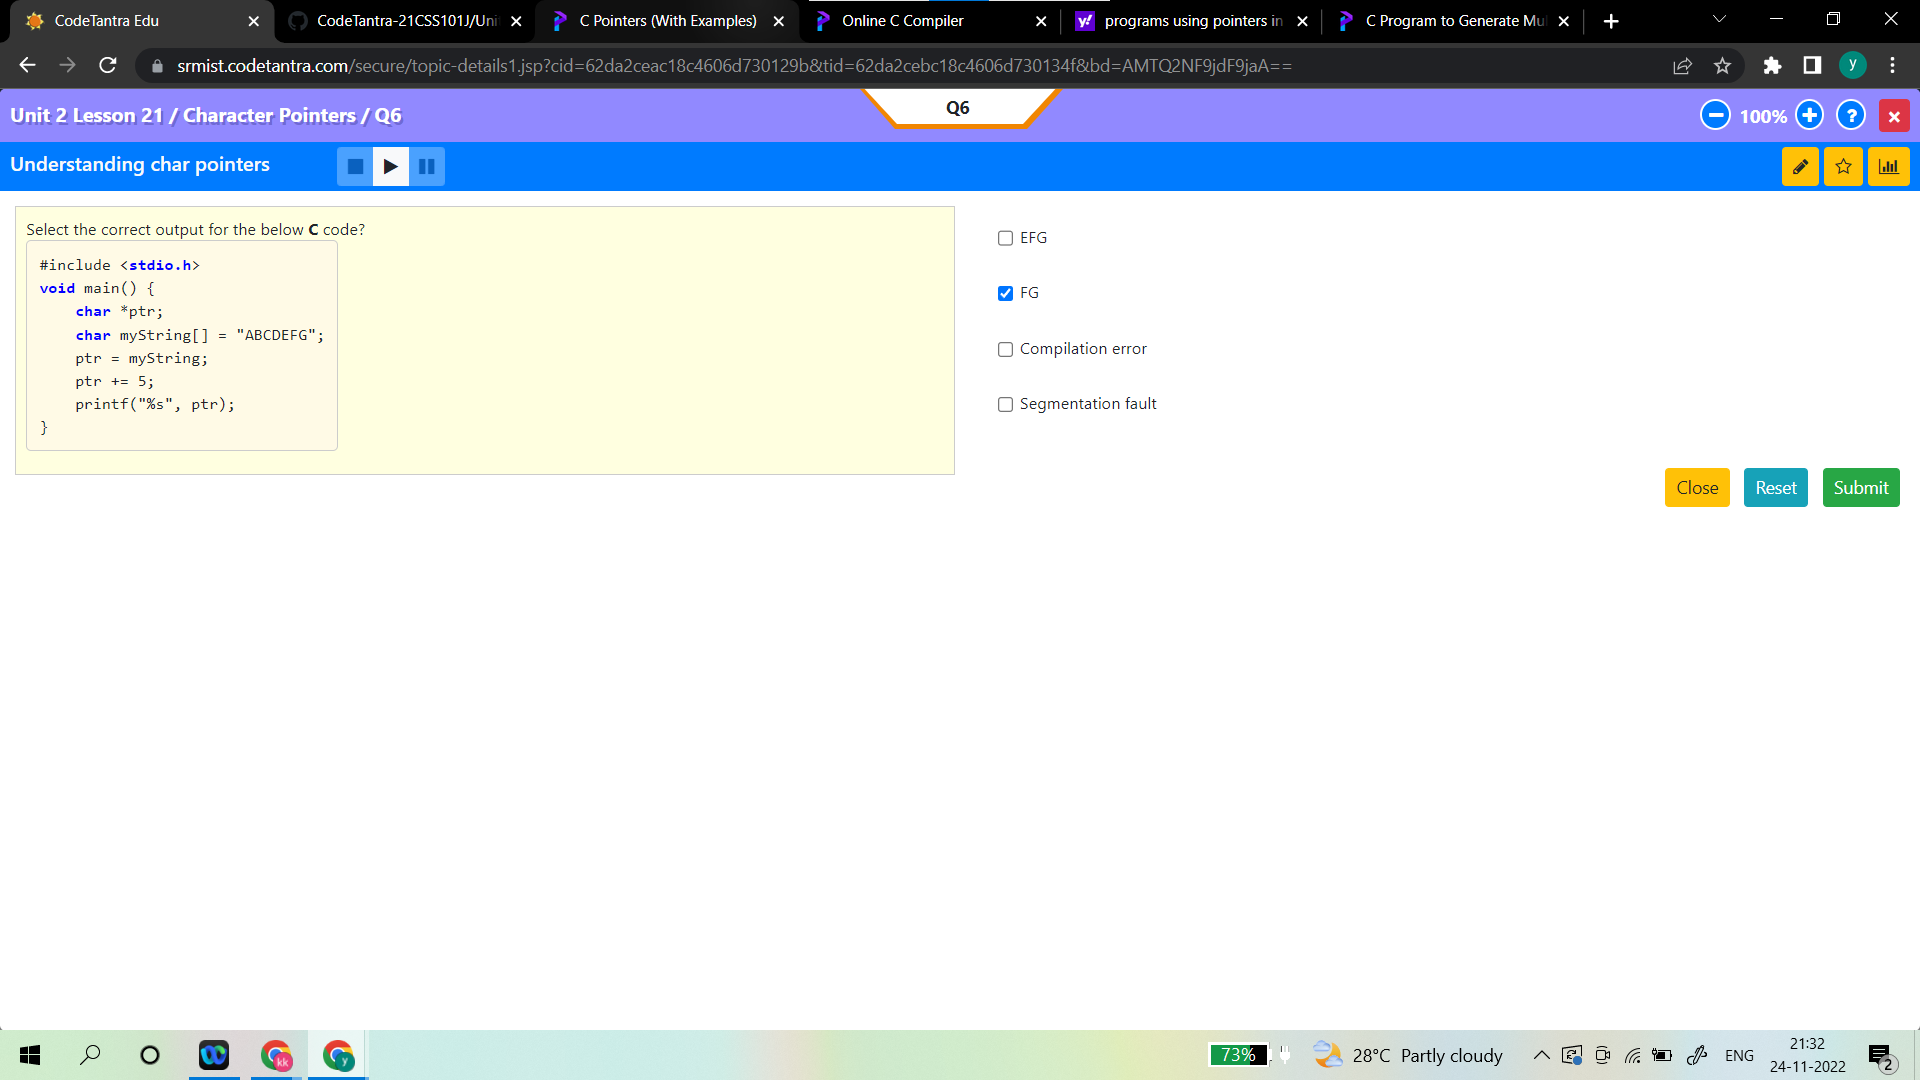 CodeTantra Edu
CodeTantra-21CSS101J/Uni
C Pointers (With Examples)
Online C Compiler
programs using pointers in
C Program to Generate Mul
srmist.codetantra.com/secure/topic-details1.jsp?cid=62da2ceac18c4606d730129b&tid=62da2cebc18c4606d730134f&bd=AMTQ2NF9jdF9jaA==
y
Unit 2 Lesson 21 / Character Pointers / Q6
Q6
100%
?
Understanding char pointers
Select the correct output for the below C code?
#include <stdio.h>
void main() {
char *ptr;
char myString[] = "ABCDEFG";
ptr = myString;
ptr += 5;
printf("%s", ptr);
}
EFG
FG
Compilation error
Segmentation fault
Close
Reset
Submit
kk
y
73%
28°C Partly cloudy
ENG
21:32
24-11-2022
2